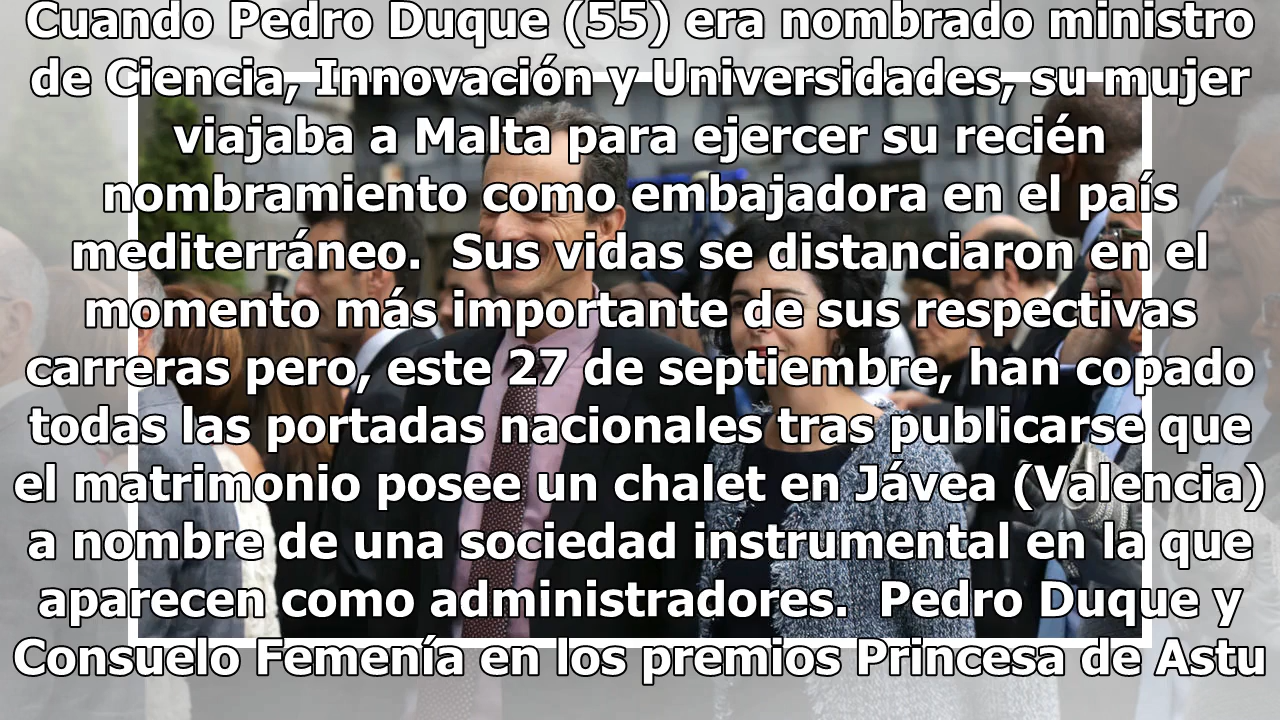 Cuando Pedro Duque (55) era nombrado ministro
de Ciencia, Innovación y Universidades, su mujer
viajaba a Malta para ejercer su recién
nombramiento como embajadora en el país
mediterráneo.  Sus vidas se distanciaron en el
momento más importante de sus respectivas
carreras pero, este 27 de septiembre, han copado
todas las portadas nacionales tras publicarse que
el matrimonio posee un chalet en Jávea (Valencia)
a nombre de una sociedad instrumental en la que
aparecen como administradores.  Pedro Duque y
Consuelo Femenía en los premios Princesa de Astu